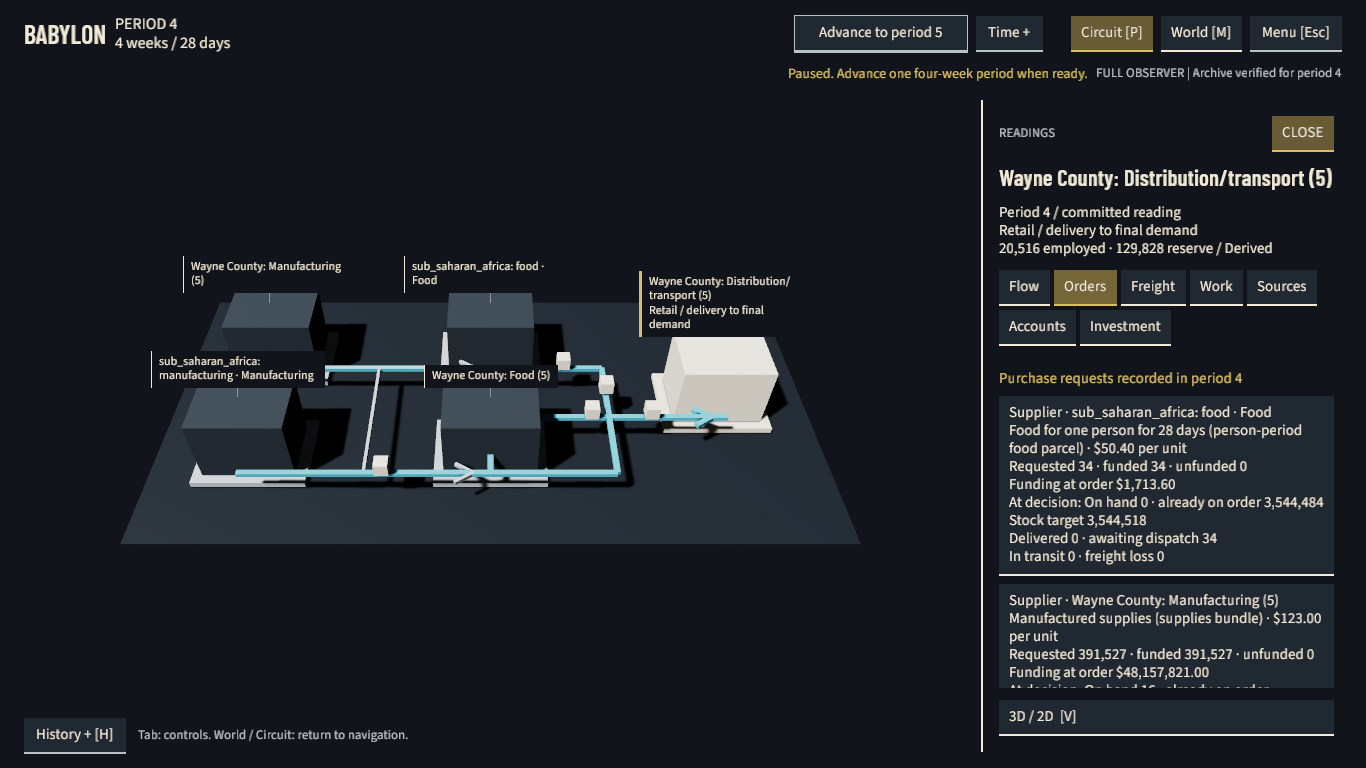 BABYLON
PERIOD 4
4 weeks / 28 days
Advance to period 5
Time +
Circuit [P]
World [M]
Menu [Esc]
Paused. Advance one four-week period when ready.
FULL OBSERVER | Archive verified for period 4
Wayne County: Manufacturing
(5)
sub_saharan_africa: food ·
Food
Wayne County: Distribution/
transport (5)
Retail / delivery to final
demand
sub_saharan_africa:
manufacturing · Manufacturing
Wayne County: Food (5)
READINGS
CLOSE
Wayne County: Distribution/transport (5)
Period 4 / committed reading
Retail / delivery to final demand
20,516 employed · 129,828 reserve / Derived
Flow
Orders
Freight
Work
Sources
Accounts
Investment
Purchase requests recorded in period 4
Supplier · sub_saharan_africa: food · Food
Food for one person for 28 days (person-period
food parcel) · $50.40 per unit
Requested 34 · funded 34 · unfunded 0
Funding at order $1,713.60
At decision: On hand 0 · already on order 3,544,484
Stock target 3,544,518
Delivered 0 · awaiting dispatch 34
In transit 0 · freight loss 0
Supplier · Wayne County: Manufacturing (5)
Manufactured supplies (supplies bundle) · $123.00
per unit
Requested 391,527 · funded 391,527 · unfunded 0
Funding at order $48,157,821.00
At decision: On hand 16 · already on order
3D / 2D [V]
History + [H]
Tab: controls. World / Circuit: return to navigation.